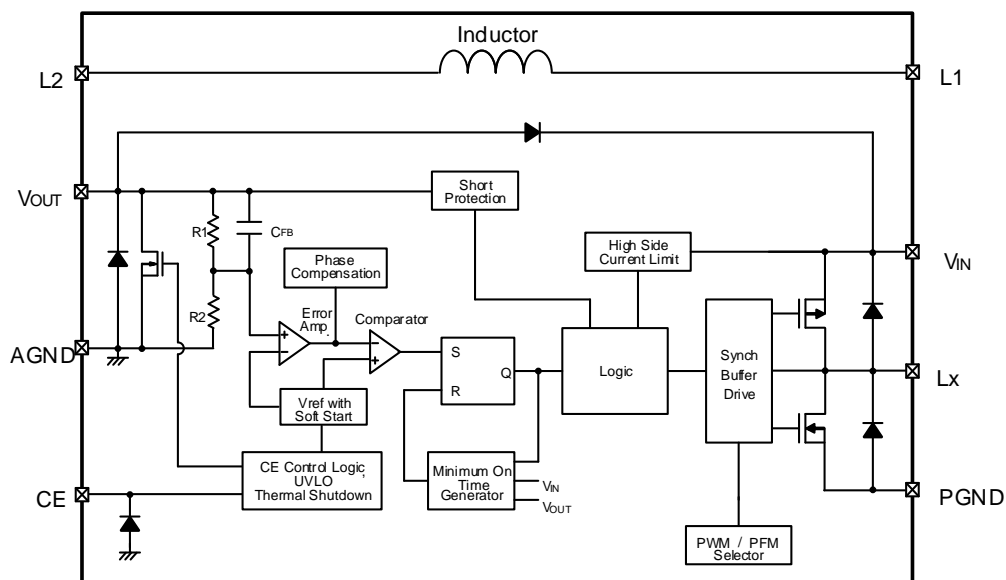 Inductor
L2
L1
VOUT
Short
Protection
R1
CFB
High Side
Current Limit
Phase
Compensation
VIN
R2
Error
Amp.
Comparator
AGND
S
R
Q
Logic
Synch
Buffer
Drive
Lx
Vref with
Soft Start
CE Control Logic,
UVLO
Thermal Shutdown
Minimum On
Time
Generator
VIN
VOUT
CE
PGND
PWM / PFM
Selector